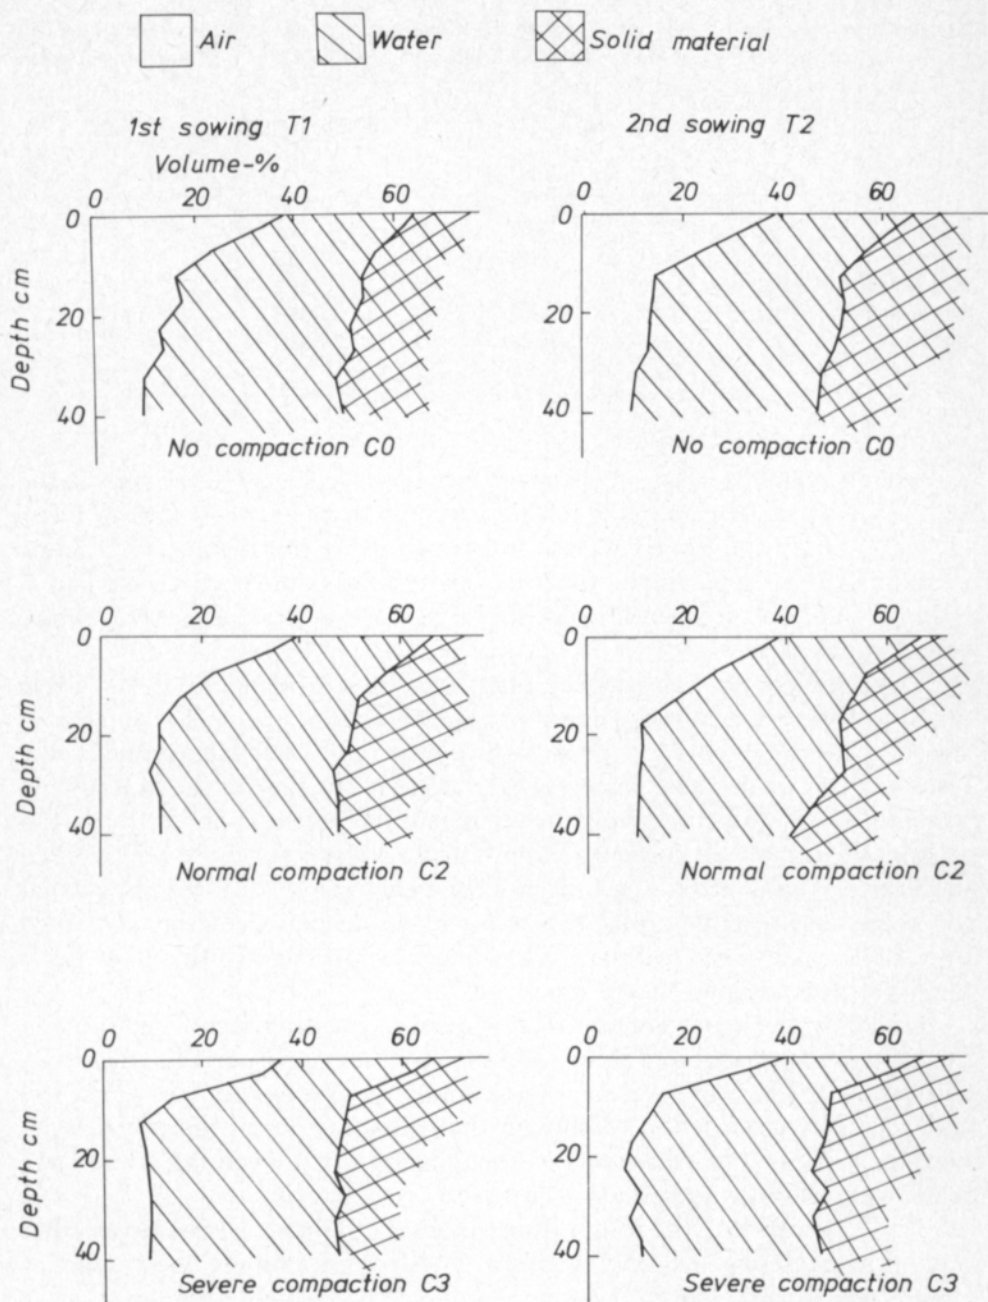 Air Water Solid material
1st sowing T1 2nd sowing T2
Volume-%
0 20 40 60 0 20 40 60
0 0
20 20
40 40
Depth cm
No compaction C0 No compaction C0
0 20 40 60 0 20 40 60
0 0
20 20
40 40
Depth cm
Normal compaction C2 Normal compaction C2
0 20 40 60 0 20 40 60
0 0
20 20
40 40
Depth cm
Severe compaction C3 Severe compaction C3